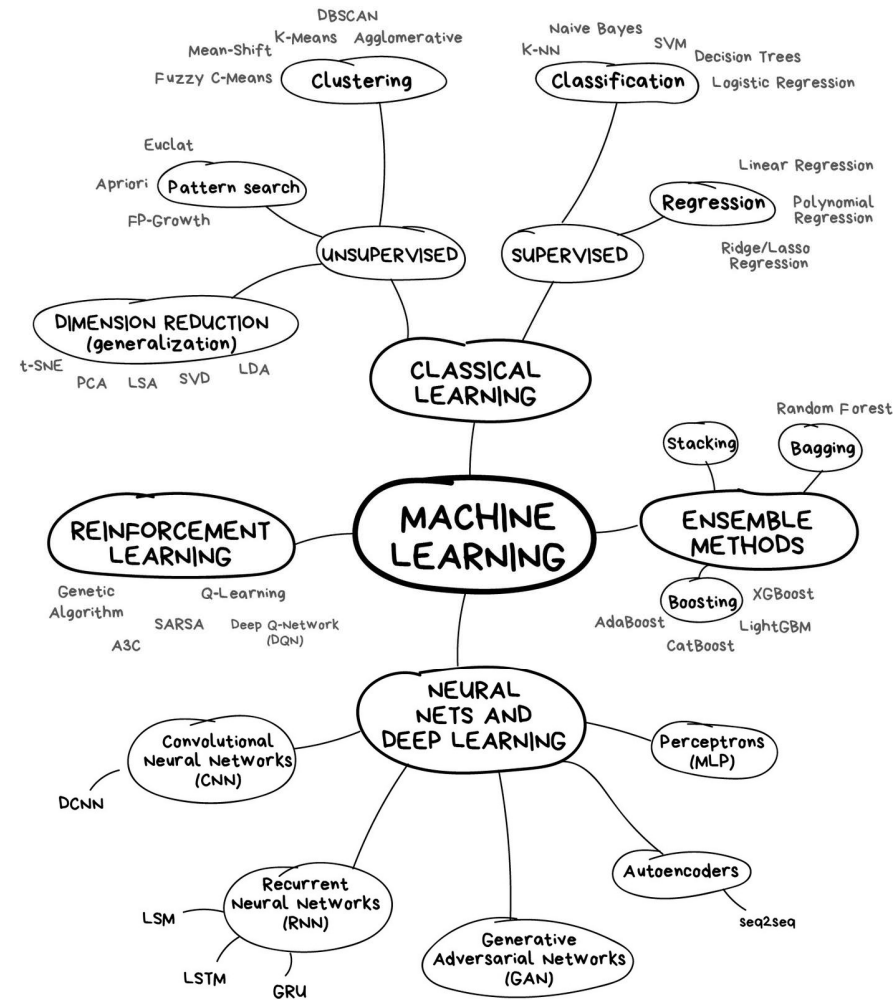 DBSCAN
K-Means
Agglomerative
Mean-Shift
Fuzzy C-Means
Clustering
Naive Bayes
K-NN
SVM
Decision Trees
Classification
Logistic Regression
Euclat
Apriori
Pattern search
FP-Growth
Linear Regression
Regression
Polynomial
Regression
Ridge/Lasso
Regression
UNSUPERVISED
SUPERVISED
DIMENSION REDUCTION
(generalization)
t-SNE
PCA
LSA
SVD
LDA
CLASSICAL
LEARNING
Random Forest
Stacking
Bagging
MACHINE
LEARNING
REINFORCEMENT
LEARNING
ENSEMBLE
METHODS
Genetic
Algorithm
Q-Learning
SARSA
Deep Q-Network
(DQN)
A3C
Boosting
XGBoost
AdaBoost
LightGBM
CatBoost
NEURAL
NETS AND
DEEP LEARNING
Convolutional
Neural Networks
(CNN)
DCNN
Perceptrons
(MLP)
Autoencoders
seq2seq
Recurrent
Neural Networks
(RNN)
LSM
LSTM
GRU
Generative
Adversarial Networks
(GAN)